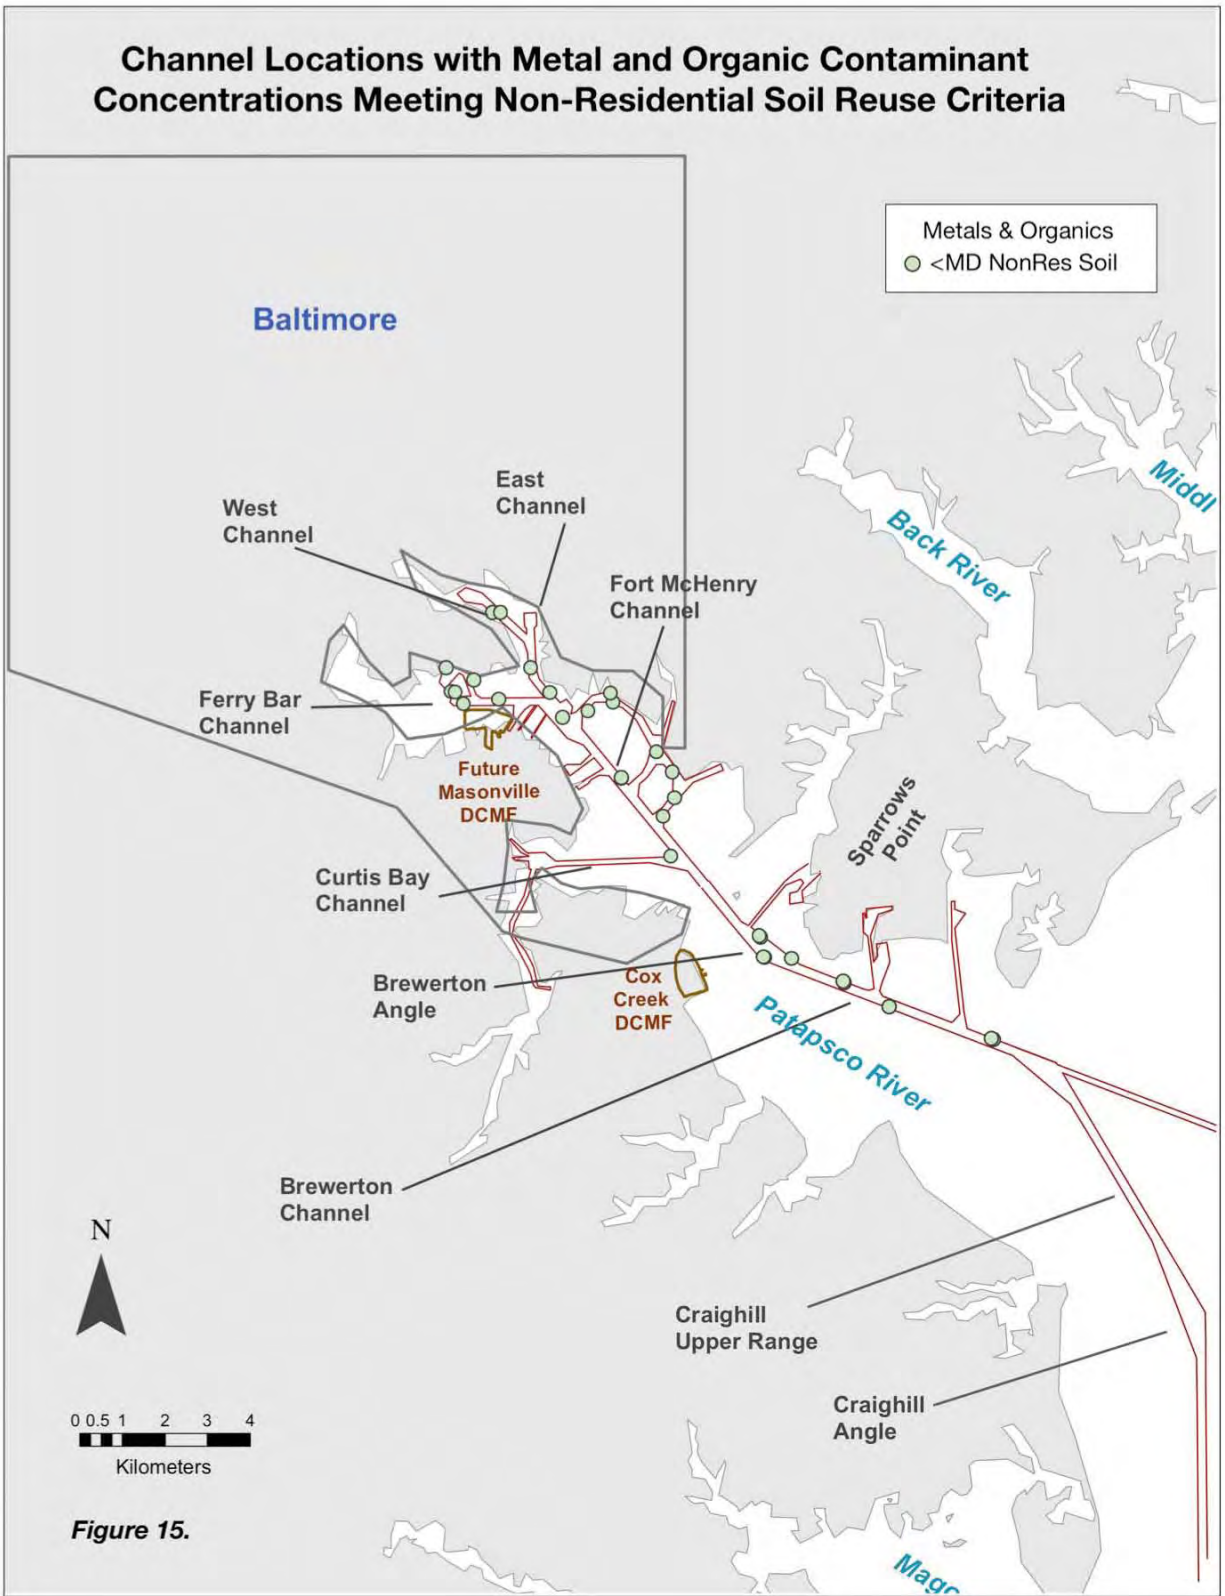 Channel Locations with Metal and Organic Contaminant
Concentrations Meeting Non-Residential Soil Reuse Criteria
Metals & Organics
<MD NonRes Soil
Baltimore
Middl
Back River
East
Channel
West
Channel
Fort McHenry
Channel
Ferry Bar
Channel
Future
Masonville
DCMF
Sparrows
Point
Curtis Bay
Channel
Brewerton
Angle
Cox
Creek
DCMF
Patapsco River
Brewerton
Channel
N
Craighill
Upper Range
Craighill
Angle
0 0.5 1 2 3 4
Kilometers
Figure 15.
Mago